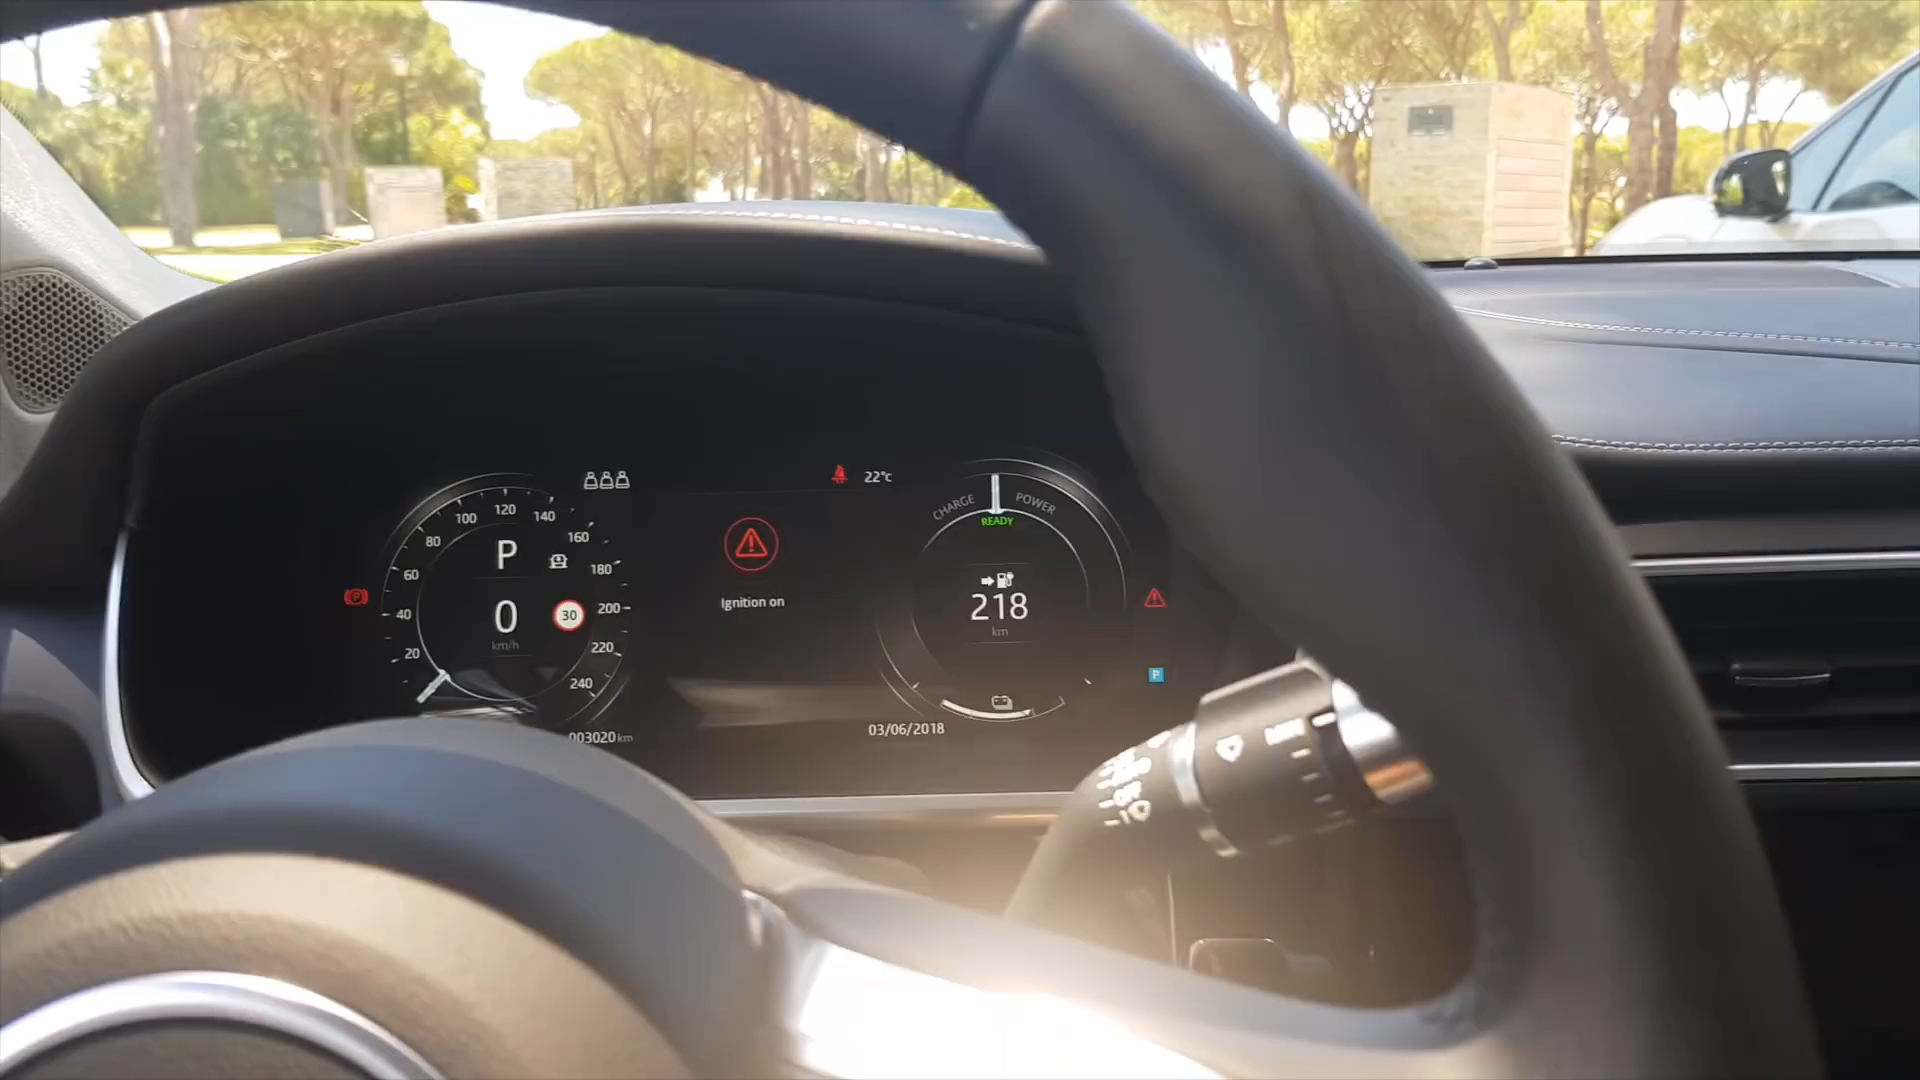 22°c
100 120 140
80 160
60 180
40 200
20 220
240
P
0
km/h
30
P
Ignition on
CHARGE POWER
READY
218
km
P
003020 km
03/06/2018
OFF